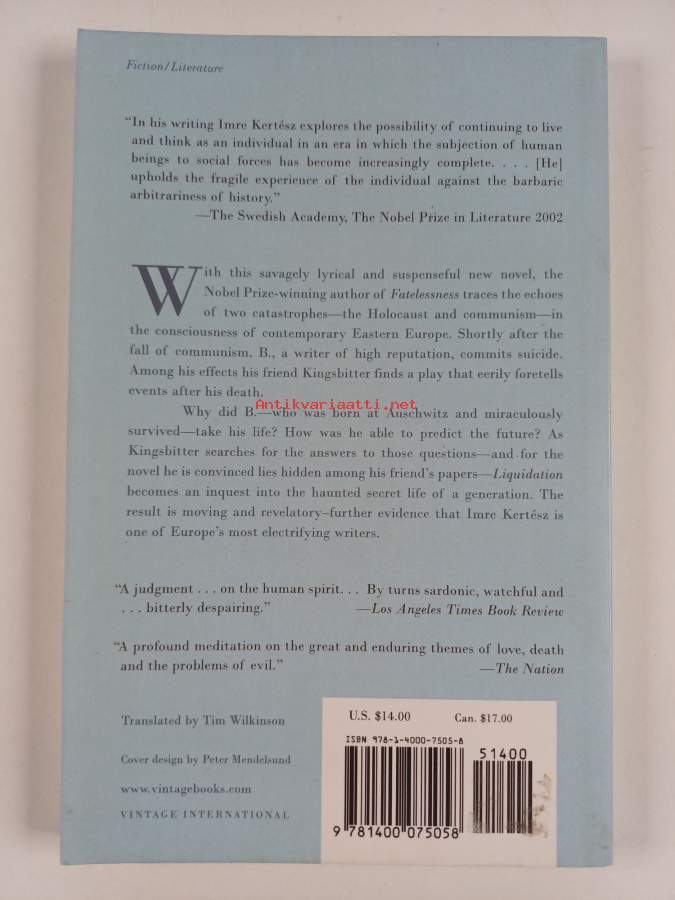 Fiction/Literature
“In his writing Imre Kertész explores the possibility of continuing to live
and think as an individual in an era in which the subjection of human
beings to social forces has become increasingly complete. . . . [He]
upholds the fragile experience of the individual against the barbaric
arbitrariness of history.”
—The Swedish Academy, The Nobel Prize in Literature 2002
With this savagely lyrical and suspenseful new novel, the
Nobel Prize-winning author of Fatelessness traces the echoes
of two catastrophes—the Holocaust and communism—in
the consciousness of contemporary Eastern Europe. Shortly after the
fall of communism, B., a writer of high reputation, commits suicide.
Among his effects his friend Kingsbitter finds a play that eerily foretells
events after his death.
Antikvariaatti.net
Why did B.—who was born at Auschwitz and miraculously
survived—take his life? How was he able to predict the future? As
Kingsbitter searches for the answers to those questions—and for the
novel he is convinced lies hidden among his friend’s papers—Liquidation
becomes an inquest into the haunted secret life of a generation. The
result is moving and revelatory–further evidence that Imre Kertész is
one of Europe’s most electrifying writers.
“A judgment . . . on the human spirit. . . By turns sardonic, watchful and
. . . bitterly despairing.” —Los Angeles Times Book Review
“A profound meditation on the great and enduring themes of love, death
and the problems of evil.” —The Nation
Translated by Tim Wilkinson
Cover design by Peter Mendelsund
www.vintagebooks.com
VINTAGE INTERNATIONAL
U.S. $14.00 Can. $17.00
ISBN 978-1-4000-7505-8
51400
9 781400 075058